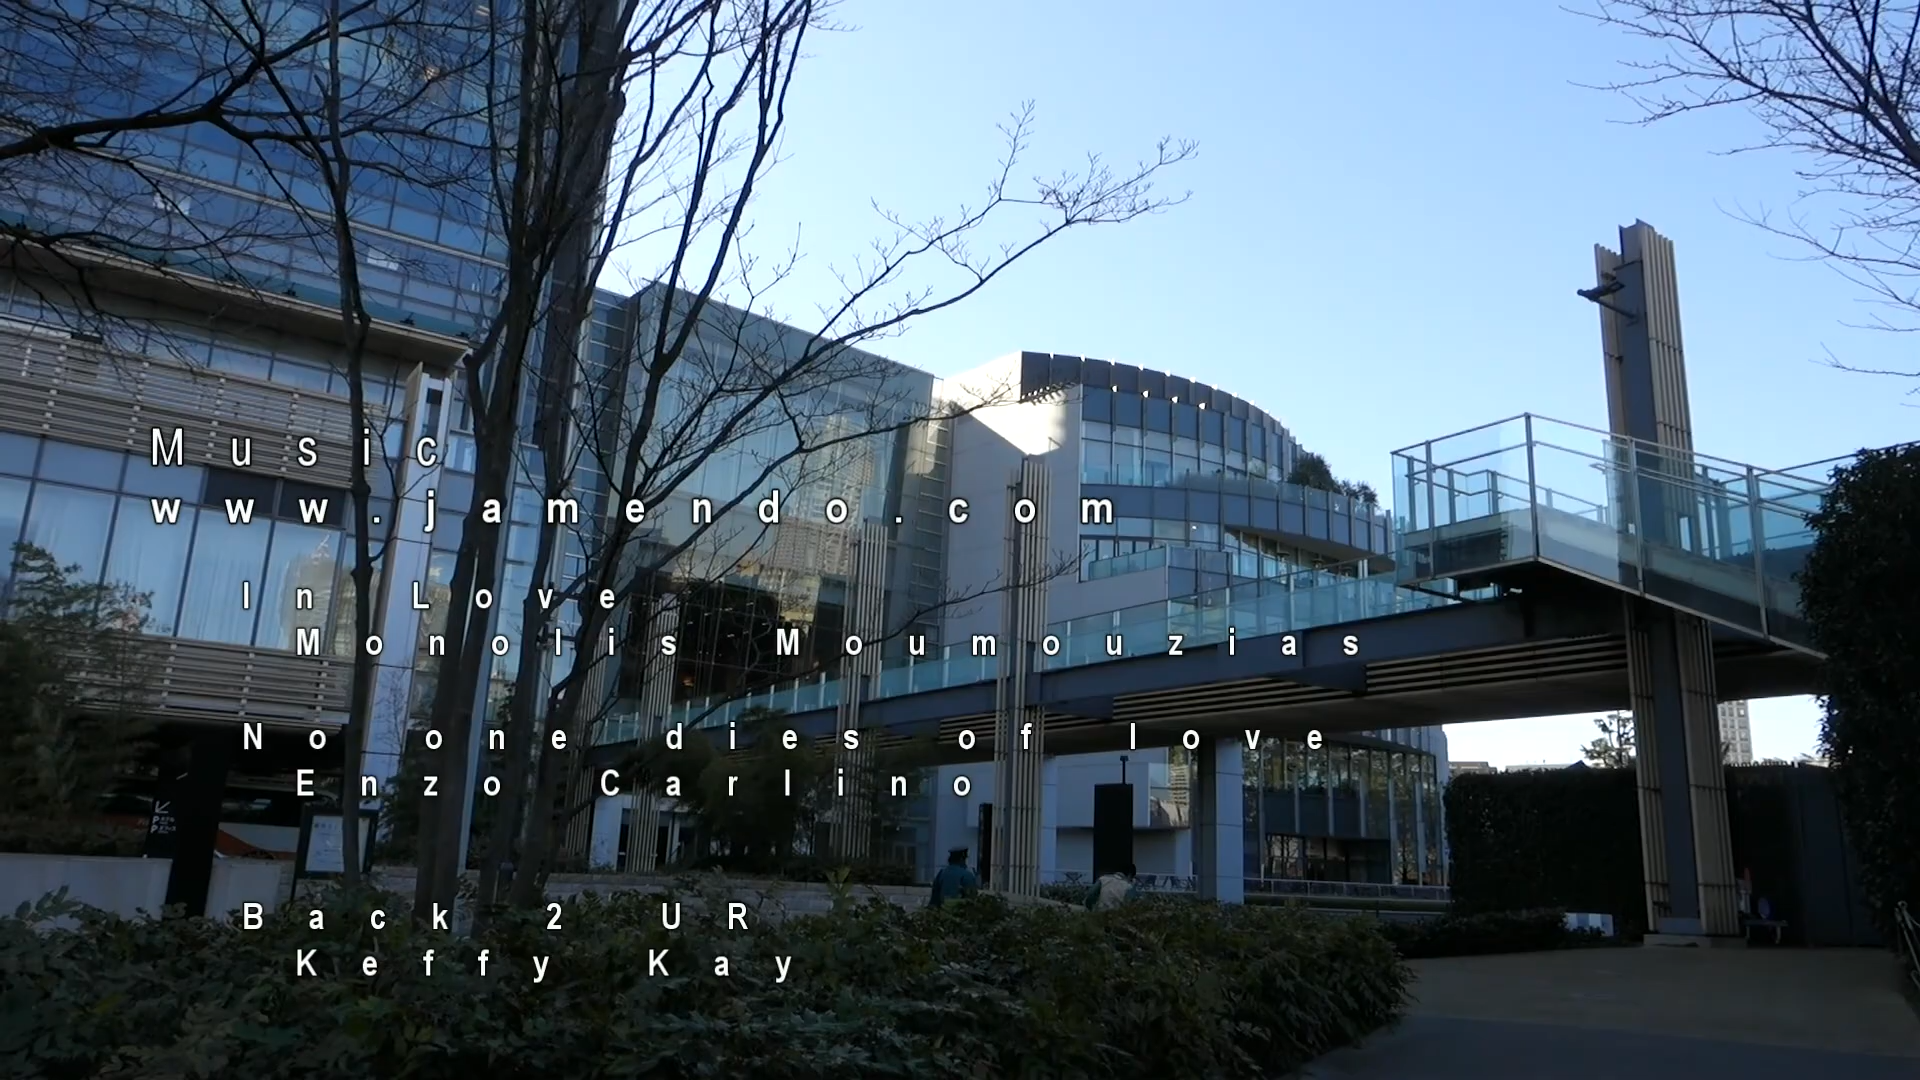 Music
www.jamendo.com
In Love
Monolis Moumouzias
No one dies of love
Enzo Carlino
Back 2 UR
Keffy Kay
P
P